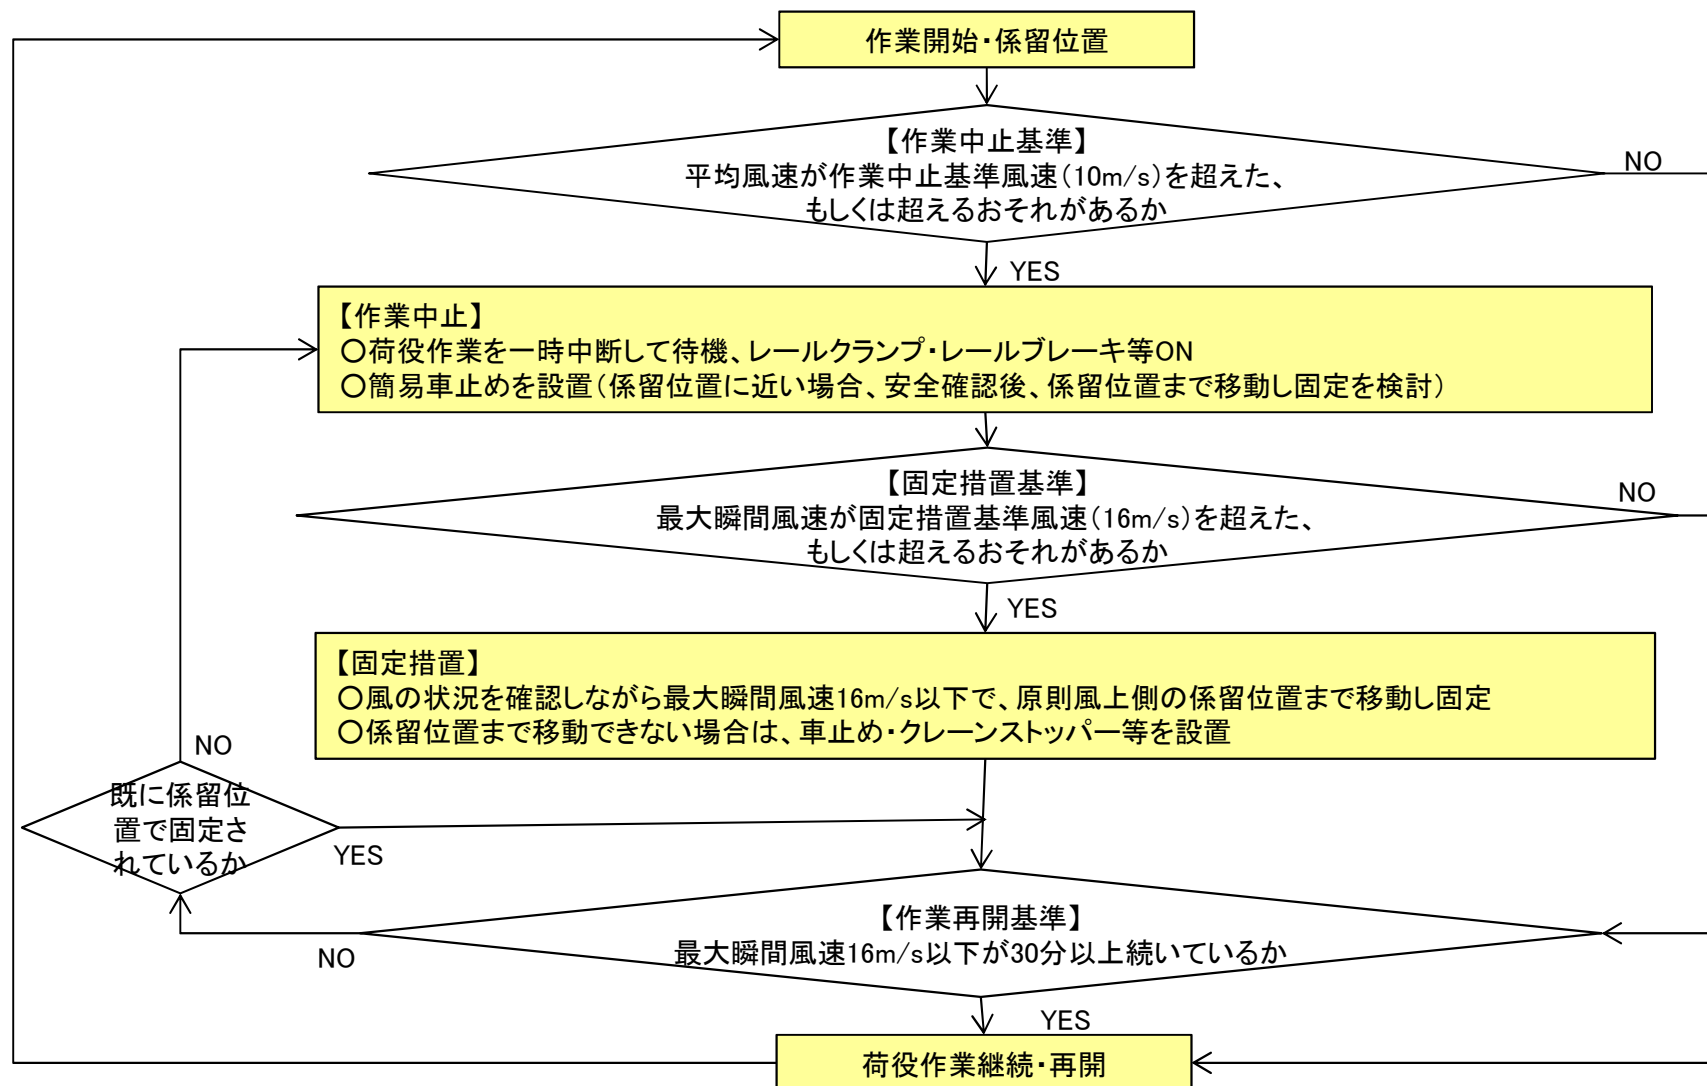 作業開始・係留位置
【作業中止基準】
平均風速が作業中止基準風速（10m/s）を超えた、
もしくは超えるおそれがあるか
NO
YES
【作業中止】
○荷役作業を一時中断して待機、レールクランプ・レールブレーキ等ON
○簡易車止めを設置（係留位置に近い場合、安全確認後、係留位置まで移動し固定を検討）
【固定措置基準】
最大瞬間風速が固定措置基準風速（16m/s）を超えた、
もしくは超えるおそれがあるか
NO
YES
【固定措置】
○風の状況を確認しながら最大瞬間風速16m/s以下で、原則風上側の係留位置まで移動し固定
○係留位置まで移動できない場合は、車止め・クレーンストッパー等を設置
NO
既に係留位
置で固定さ
れているか
YES
【作業再開基準】
最大瞬間風速16m/s以下が30分以上続いているか
NO
YES
荷役作業継続・再開